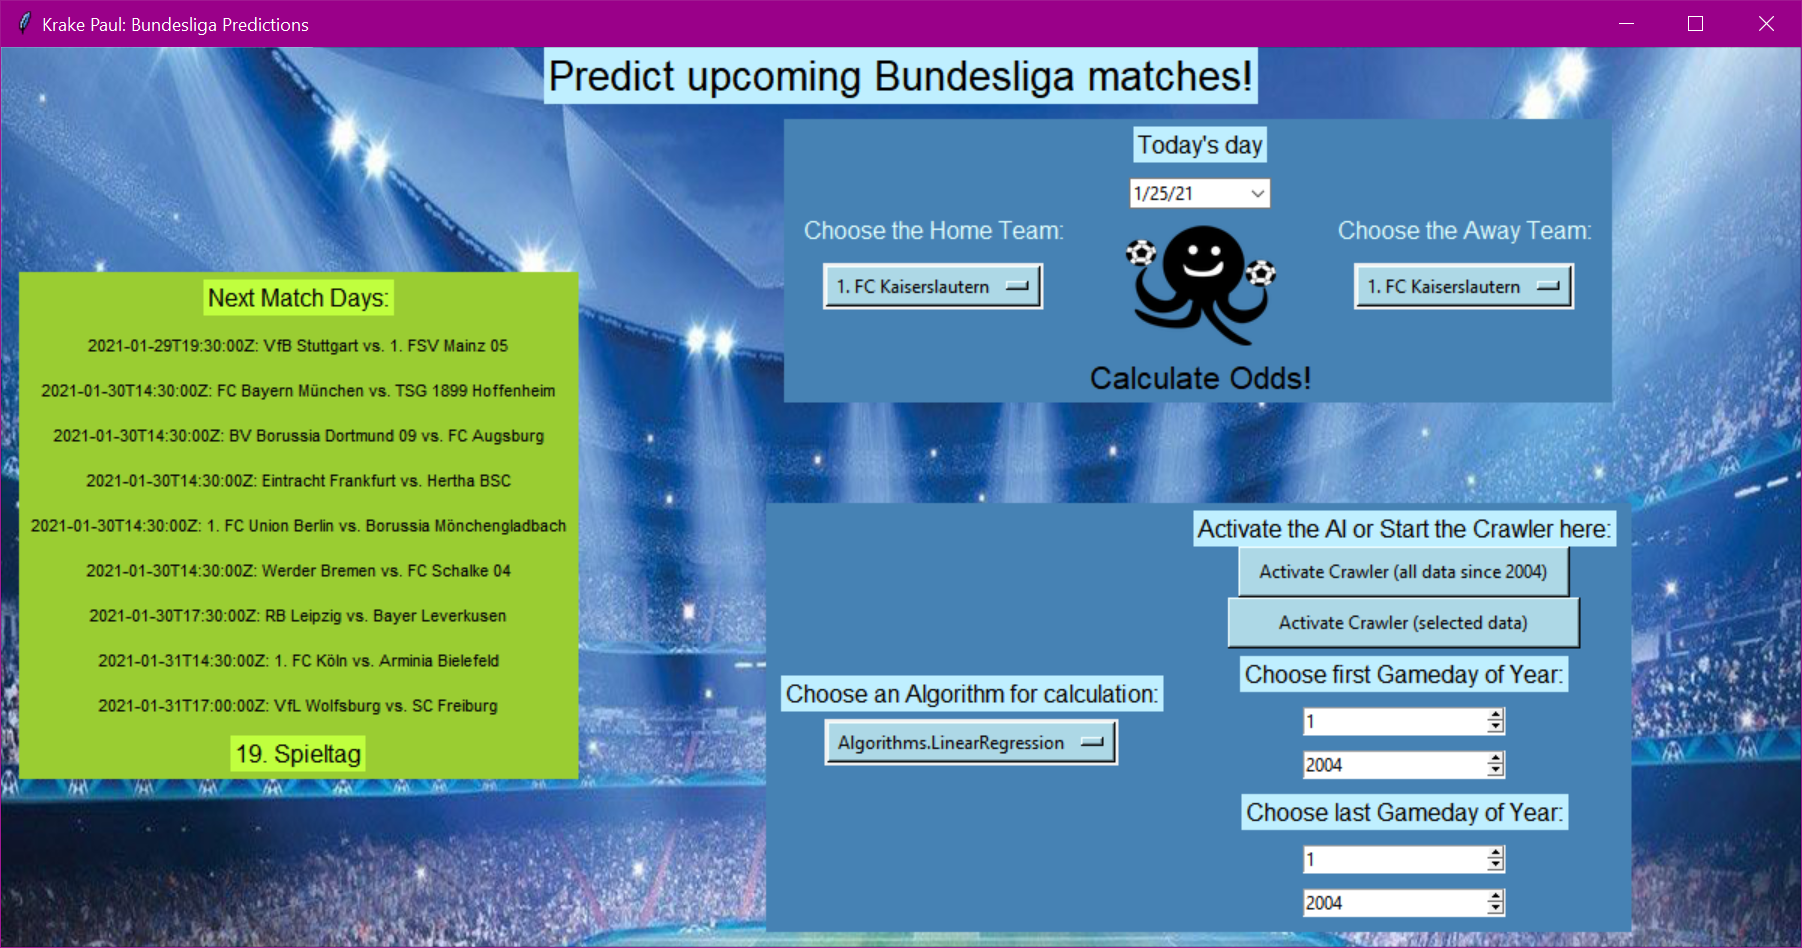 Krake Paul: Bundesliga Predictions
Predict upcoming Bundesliga matches!
Next Match Days:
2021-01-29T19:30:00Z: VfB Stuttgart vs. 1. FSV Mainz 05
2021-01-30T14:30:00Z: FC Bayern München vs. TSG 1899 Hoffenheim
2021-01-30T14:30:00Z: BV Borussia Dortmund 09 vs. FC Augsburg
2021-01-30T14:30:00Z: Eintracht Frankfurt vs. Hertha BSC
2021-01-30T14:30:00Z: 1. FC Union Berlin vs. Borussia Mönchengladbach
2021-01-30T14:30:00Z: Werder Bremen vs. FC Schalke 04
2021-01-30T17:30:00Z: RB Leipzig vs. Bayer Leverkusen
2021-01-31T14:30:00Z: 1. FC Köln vs. Arminia Bielefeld
2021-01-31T17:00:00Z: VfL Wolfsburg vs. SC Freiburg
19. Spieltag
Today's day
1/25/21
Choose the Home Team:
1. FC Kaiserslautern
Choose the Away Team:
1. FC Kaiserslautern
Calculate Odds!
Choose an Algorithm for calculation:
Algorithms.LinearRegression
Activate the AI or Start the Crawler here:
Activate Crawler (all data since 2004)
Activate Crawler (selected data)
Choose first Gameday of Year:
1
2004
Choose last Gameday of Year:
1
2004